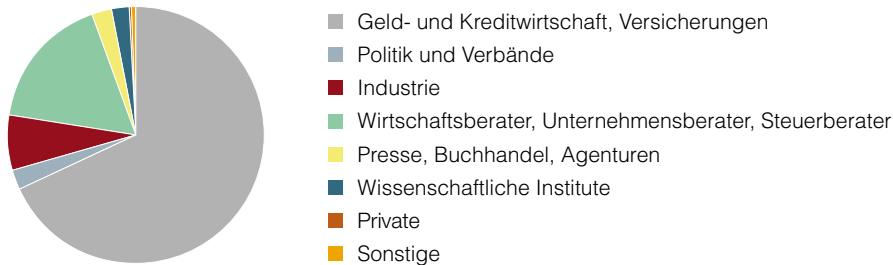 Geld- und Kreditwirtschaft, Versicherungen
Politik und Verbände
Industrie
Wirtschaftsberater, Unternehmensberater, Steuerberater
Presse, Buchhandel, Agenturen
Wissenschaftliche Institute
Private
Sonstige